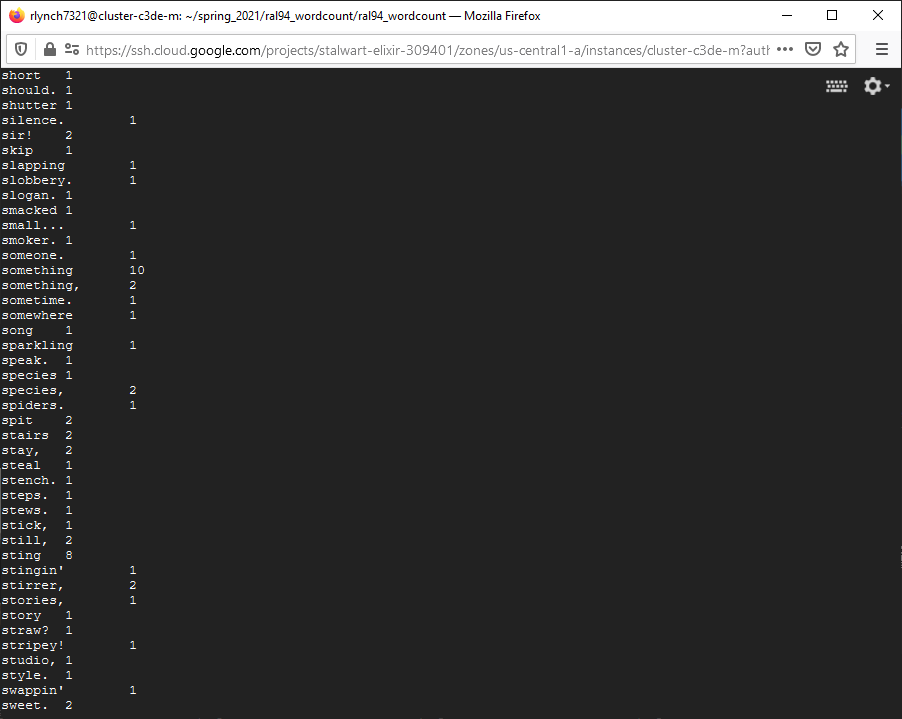 rlynch7321@cluster-c3de-m: ~/spring_2021/ral94_wordcount/ral94_wordcount — Mozilla Firefox
https://ssh.cloud.google.com/projects/stalwart-elixir-309401/zones/us-central1-a/instances/cluster-c3de-m?auth
short 1
should. 1
shutter 1
silence. 1
sir! 2
skip 1
slapping 1
slobbery. 1
slogan. 1
smacked 1
small... 1
smoker. 1
someone. 1
something 10
something, 2
sometime. 1
somewhere 1
song 1
sparkling 1
speak. 1
species 1
species, 2
spiders. 1
spit 2
stairs 2
stay, 2
steal 1
stench. 1
steps. 1
stews. 1
stick, 1
still, 2
sting 8
stingin' 1
stirrer, 2
stories, 1
story 1
straw? 1
stripey! 1
studio, 1
style. 1
swappin' 1
sweet. 2